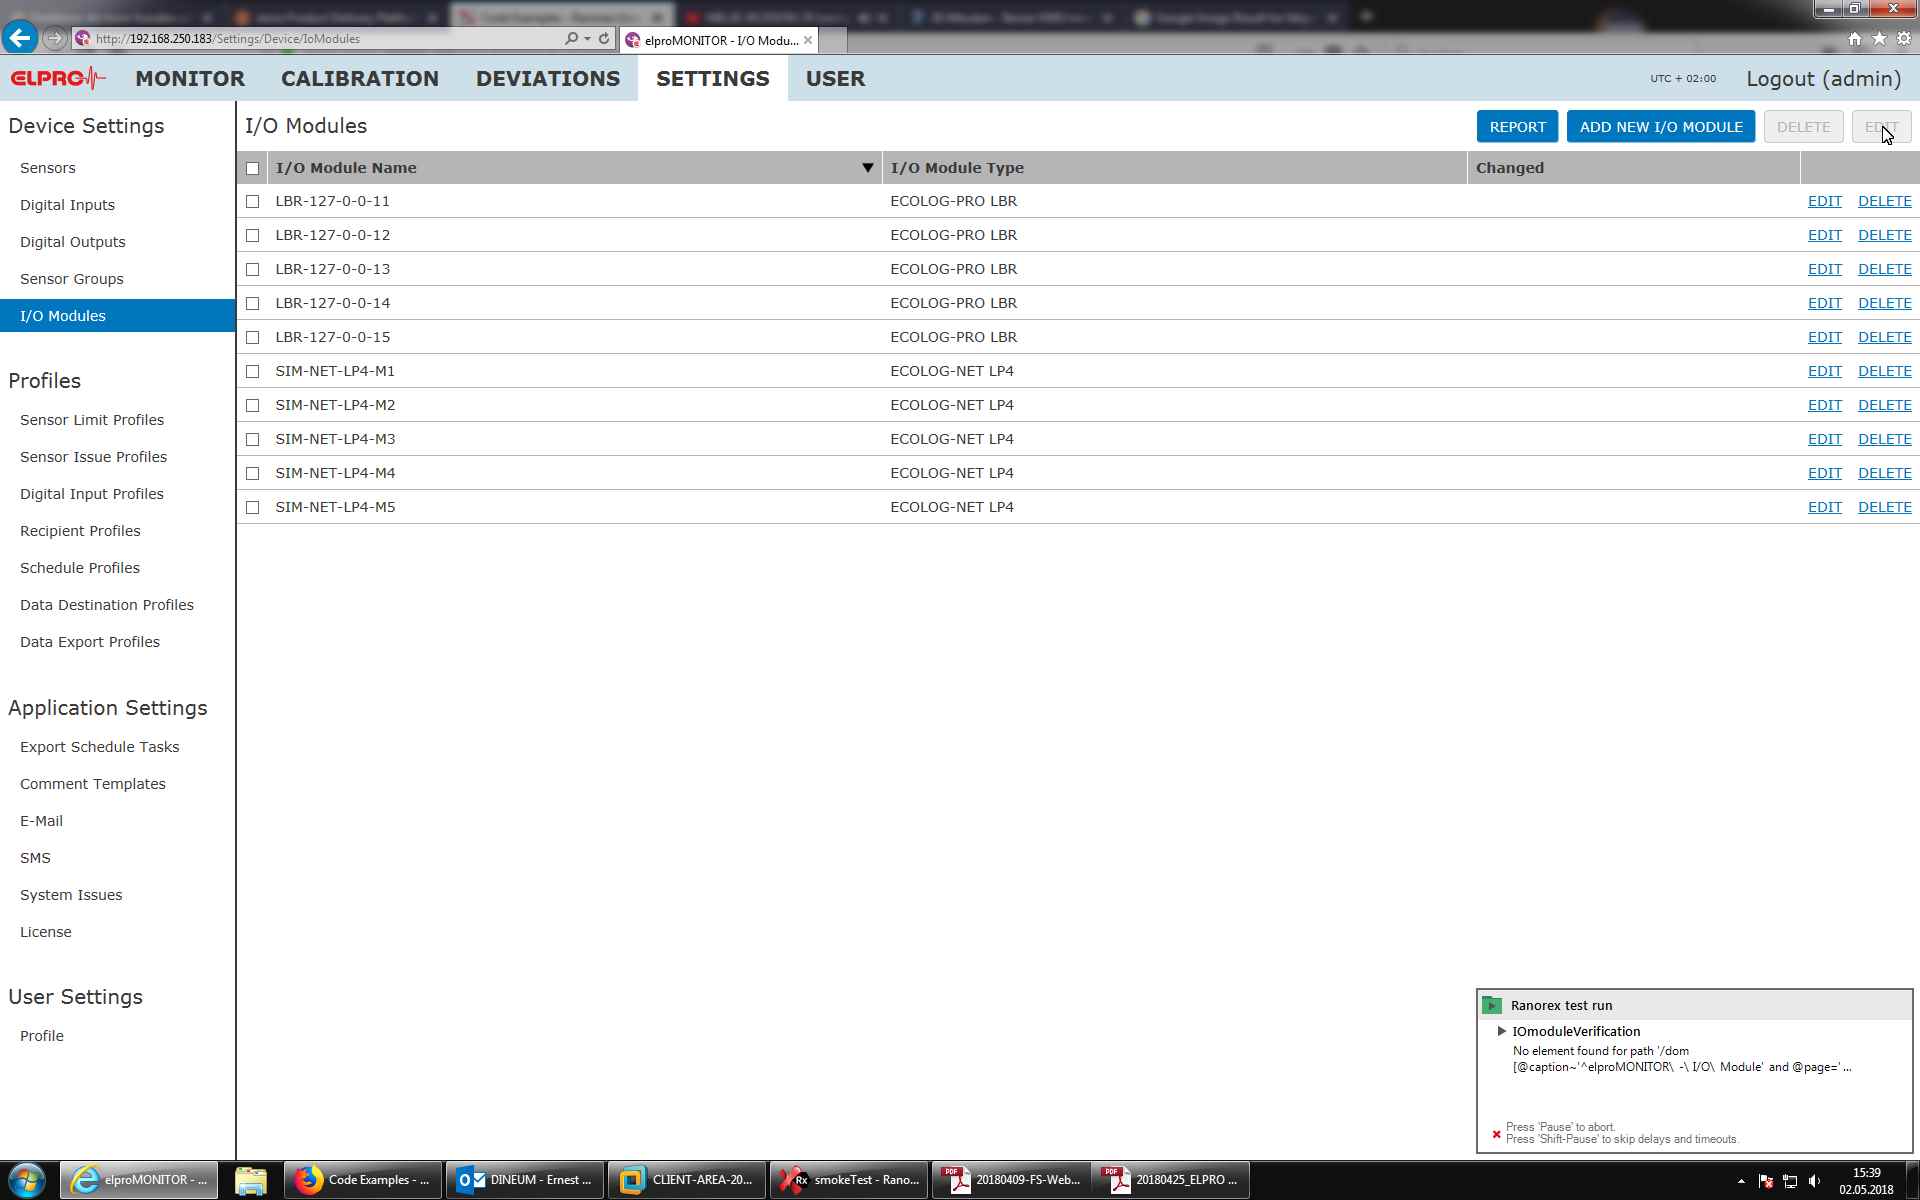 http://192.168.250.183/Settings/Device/IoModules
elproMONITOR - I/O Modu...
ELPRO
MONITOR
CALIBRATION
DEVIATIONS
SETTINGS
USER
UTC + 02:00
Logout (admin)
Device Settings
Sensors
Digital Inputs
Digital Outputs
Sensor Groups
I/O Modules
Profiles
Sensor Limit Profiles
Sensor Issue Profiles
Digital Input Profiles
Recipient Profiles
Schedule Profiles
Data Destination Profiles
Data Export Profiles
Application Settings
Export Schedule Tasks
Comment Templates
E-Mail
SMS
System Issues
License
User Settings
Profile
I/O Modules
REPORT
ADD NEW I/O MODULE
DELETE
EDIT
I/O Module Name I/O Module Type Changed
LBR-127-0-0-11 ECOLOG-PRO LBR EDIT DELETE
LBR-127-0-0-12 ECOLOG-PRO LBR EDIT DELETE
LBR-127-0-0-13 ECOLOG-PRO LBR EDIT DELETE
LBR-127-0-0-14 ECOLOG-PRO LBR EDIT DELETE
LBR-127-0-0-15 ECOLOG-PRO LBR EDIT DELETE
SIM-NET-LP4-M1 ECOLOG-NET LP4 EDIT DELETE
SIM-NET-LP4-M2 ECOLOG-NET LP4 EDIT DELETE
SIM-NET-LP4-M3 ECOLOG-NET LP4 EDIT DELETE
SIM-NET-LP4-M4 ECOLOG-NET LP4 EDIT DELETE
SIM-NET-LP4-M5 ECOLOG-NET LP4 EDIT DELETE
Ranorex test run
IOmoduleVerification
No element found for path '/dom
[@caption~'^elproMONITOR\ -\ I/O\ Module' and @page=' ...
Press 'Pause' to abort.
Press 'Shift-Pause' to skip delays and timeouts.
elproMONITOR - ...
Code Examples - ...
DINEUM - Ernest ...
CLIENT-AREA-20...
smokeTest - Rano...
20180409-FS-Web...
20180425_ELPRO ...
15:39
02.05.2018